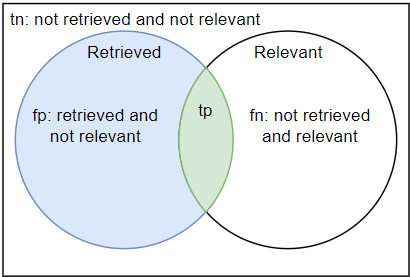 tn: not retrieved and not relevant
Retrieved
Relevant
fp: retrieved and
not relevant
tp
fn: not retrieved
and relevant